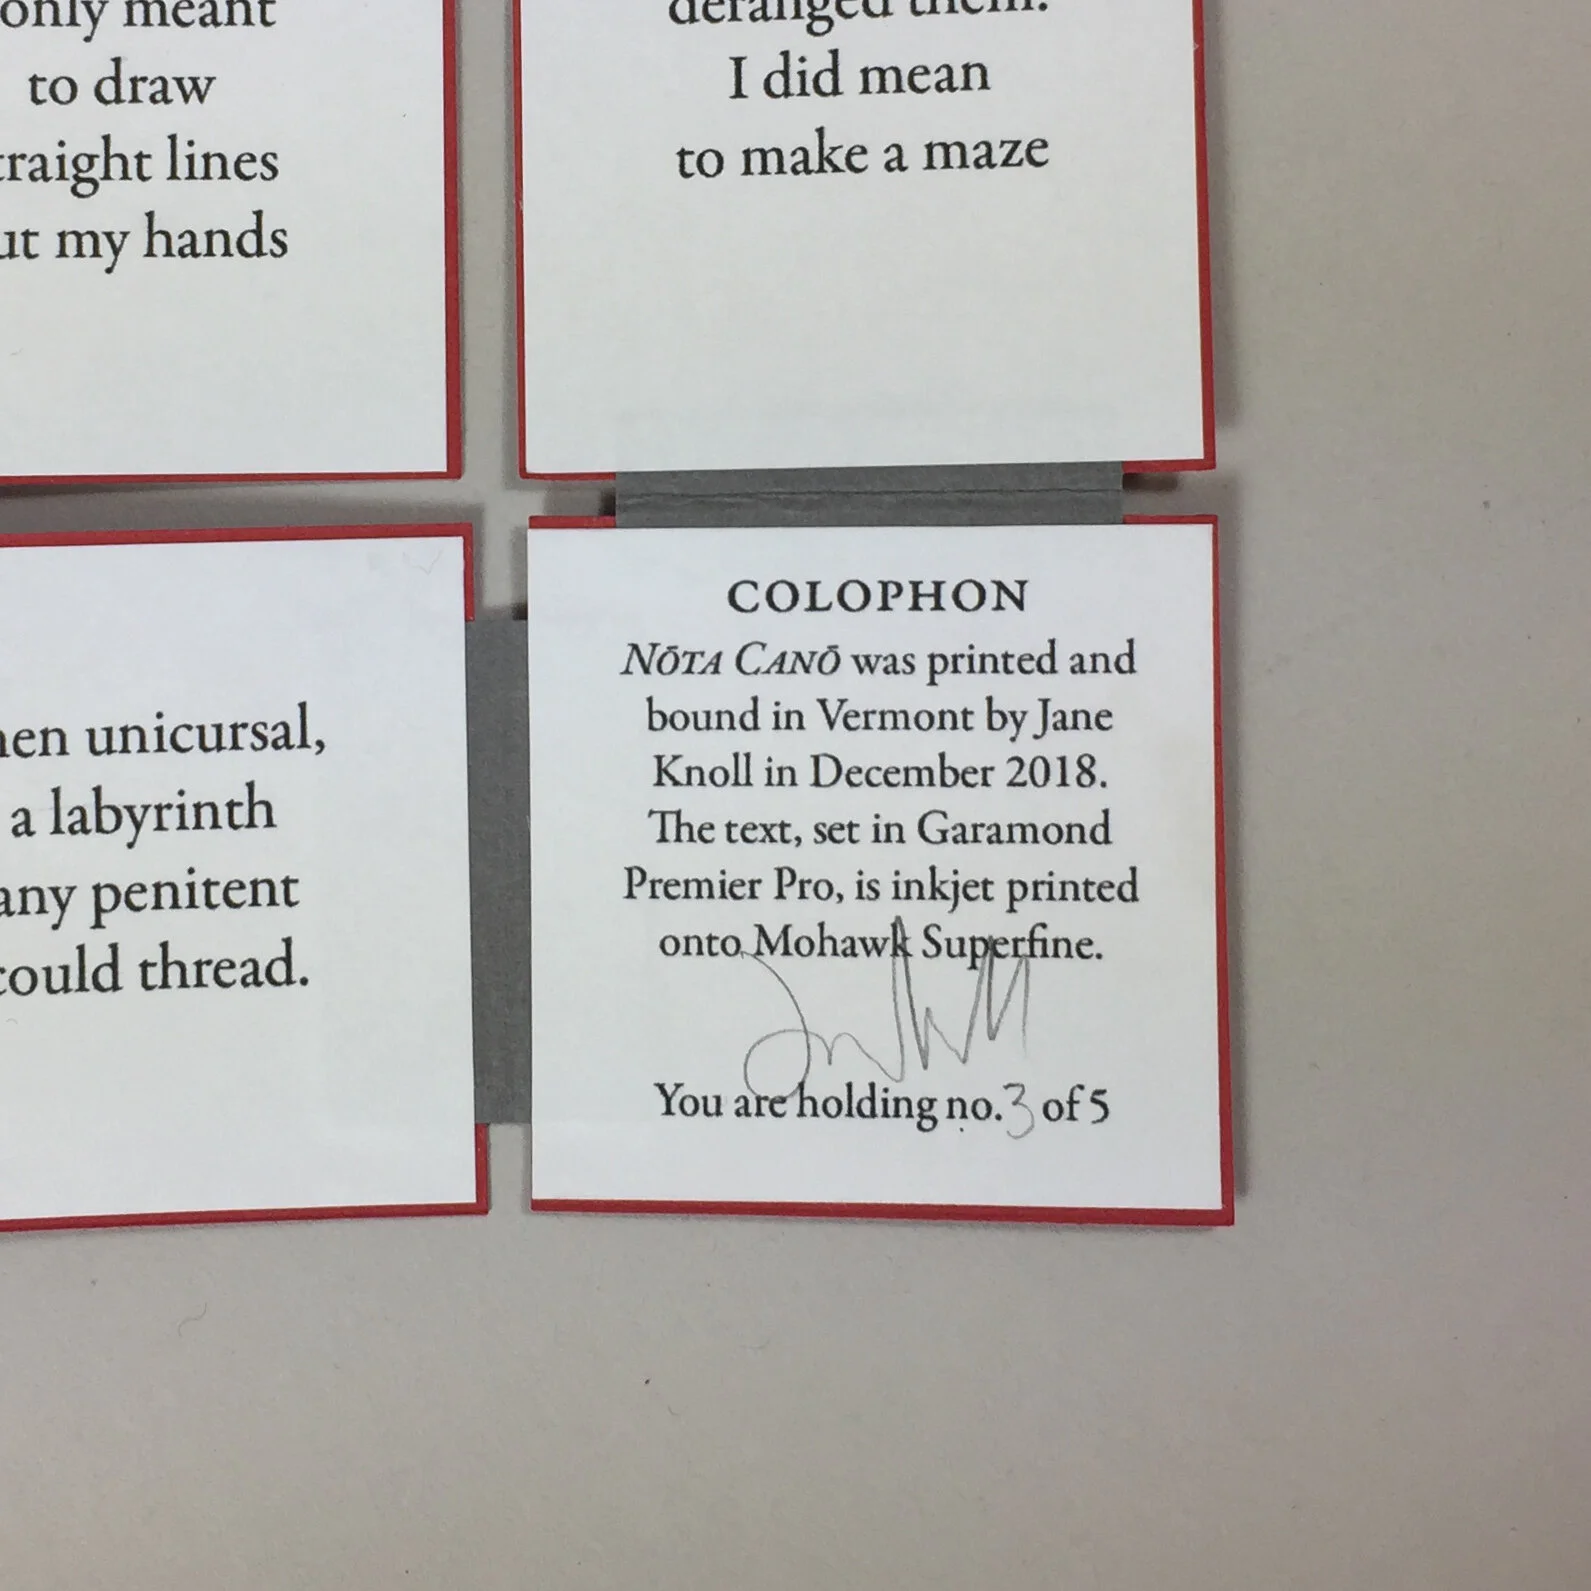 only meant
to draw
traight lines
ut my hands
deranged them.
I did mean
to make a maze
unicursal,
a labyrinth
any penitent
could thread.
COLOPHON
NŌTA CANŌ was printed and
bound in Vermont by Jane
Knoll in December 2018.
The text, set in Garamond
Premier Pro, is inkjet printed
onto Mohawk Superfine.
You are holding no. 3 of 5